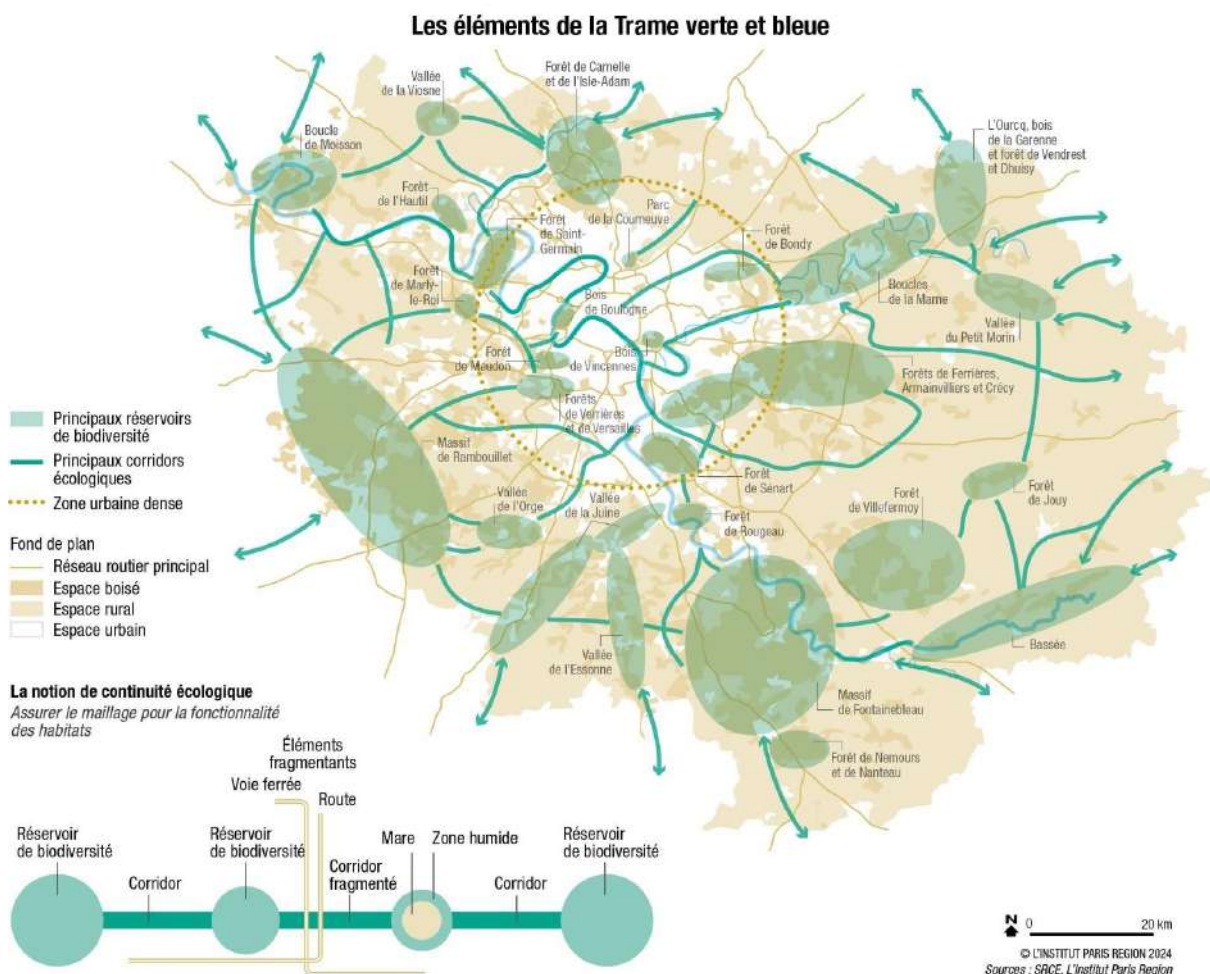 Les éléments de la Trame verte et bleue
Vallée
de la Viosne
Forêt de Carnelle
et de l'Isle-Adam
Boucle
de Moisson
L'Ourcq, bois
de la Garenne
et forêt de Vendrest
et Dhuisy
Forêt
de l'Hautil
Forêt
de Saint-
Germain
Parc
de la Courneuve
Forêt
de Bondy
Forêt
de Marly-
le-Roi
Bois
de Boulogne
Boucles
de la Marne
Vallée
du Petit Morin
Forêt
de Meudon
Bois
de Vincennes
Forêts de Ferrières,
Armainvilliers et Crécy
Forêts
de Verrières
et de Versailles
Massif
de Rambouillet
Forêt
de Sénart
Vallée
de l'Orge
Vallée
de la Juine
Forêt
de Rougeau
Forêt
de Villefermoy
Forêt
de Jouy
Vallée
de l'Essonne
Bassée
Massif
de Fontainebleau
Forêt de Nemours
et de Nanteau
Principaux réservoirs
de biodiversité
Principaux corridors
écologiques
Zone urbaine dense
Fond de plan
Réseau routier principal
Espace boisé
Espace rural
Espace urbain
La notion de continuité écologique
Assurer le maillage pour la fonctionnalité
des habitats
Éléments
fragmentants
Voie ferrée
Route
Réservoir
de biodiversité
Corridor
Réservoir
de biodiversité
Corridor
fragmenté
Mare
Zone humide
Corridor
Réservoir
de biodiversité
N
0 20 km
© L'INSTITUT PARIS REGION 2024
Sources : SRCE, L'Institut Paris Region